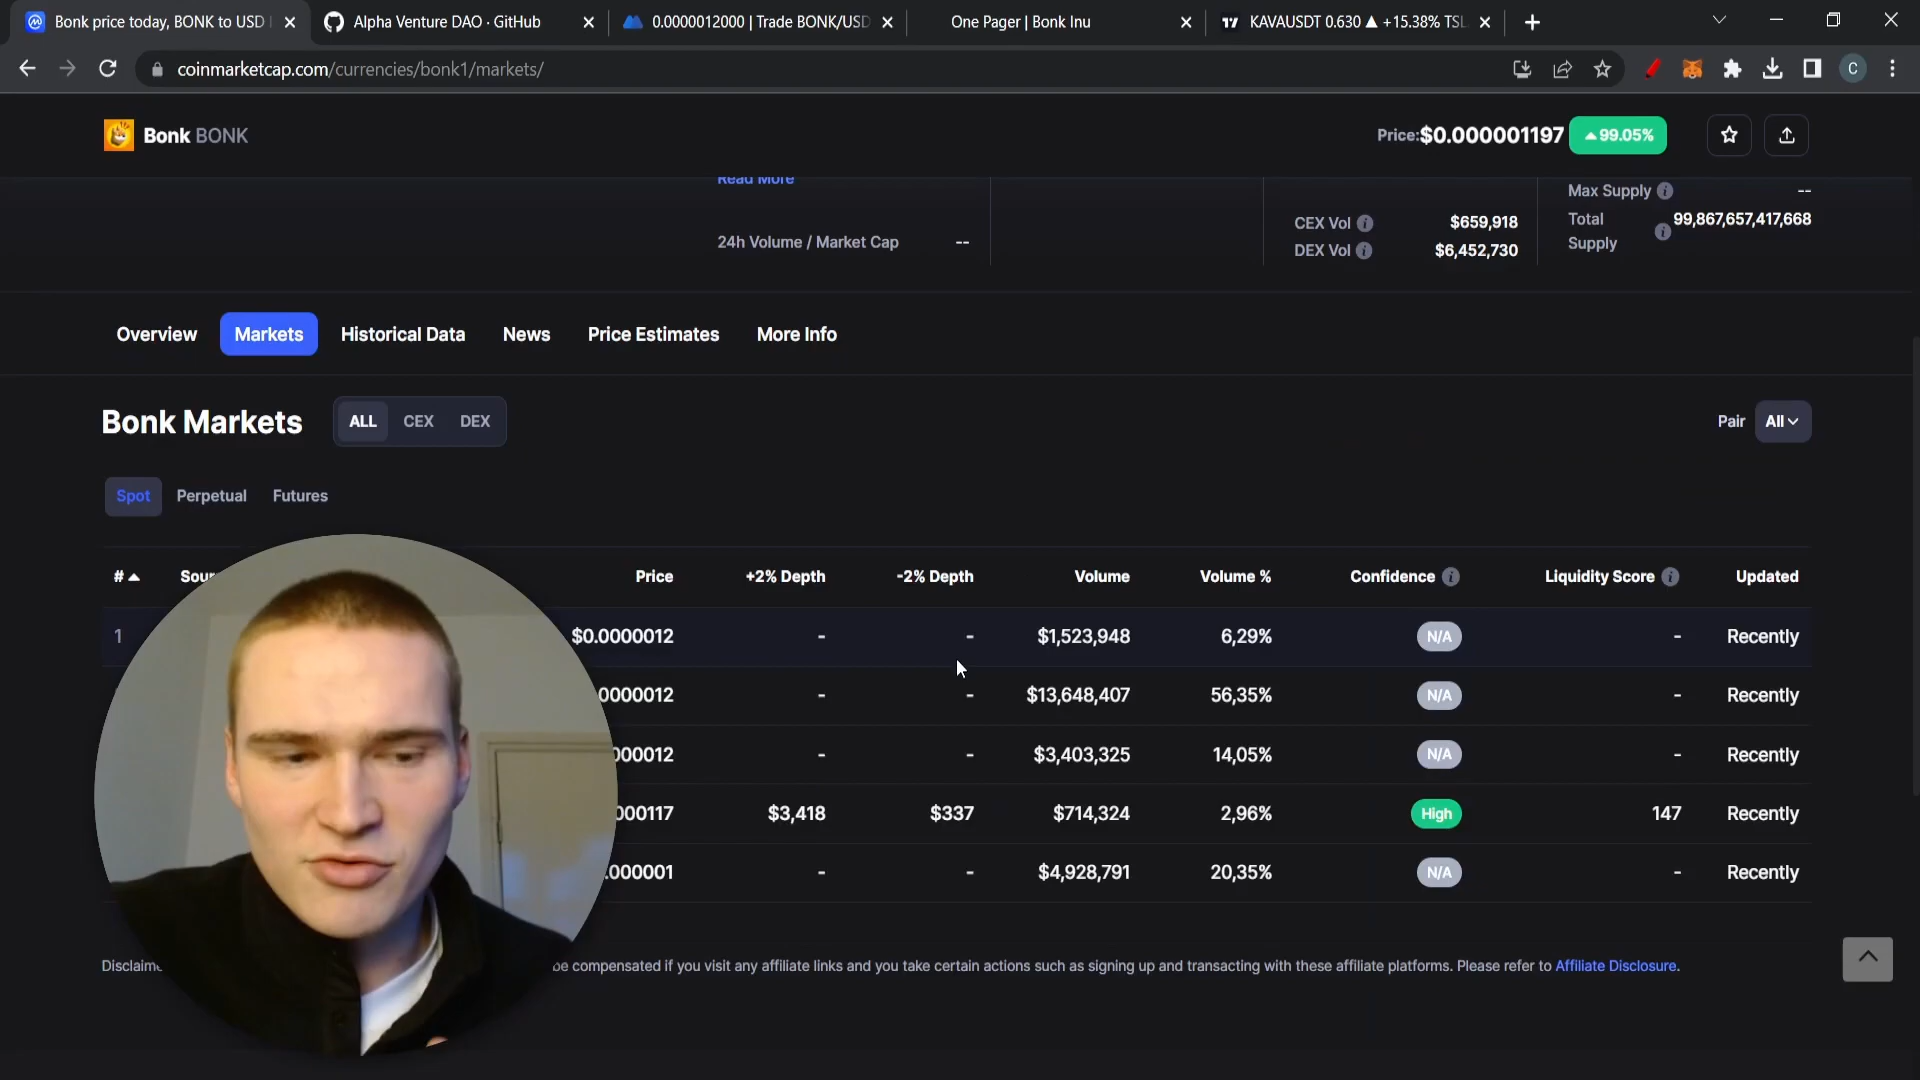 Bonk price today, BONK to USD
Alpha Venture DAO · GitHub
0.0000012000 | Trade BONK/USD
One Pager | Bonk Inu
KAVAUSDT 0.630 ▲ +15.38% TSL
coinmarketcap.com/currencies/bonk1/markets/
C
Bonk BONK
Price:$0.000001197
99.05%
Read More
Max Supply --
CEX Vol $659,918
Total Supply 99,867,657,417,668
24h Volume / Market Cap --
DEX Vol $6,452,730
Overview Markets Historical Data News Price Estimates More Info
Bonk Markets ALL CEX DEX
Pair All
Spot Perpetual Futures
# Price +2% Depth -2% Depth Volume Volume % Confidence Liquidity Score Updated
1 $0.0000012 - - $1,523,948 6,29% N/A - Recently
0000012 - - $13,648,407 56,35% N/A - Recently
00012 - - $3,403,325 14,05% N/A - Recently
000117 $3,418 $337 $714,324 2,96% High 147 Recently
.000001 - - $4,928,791 20,35% N/A - Recently
be compensated if you visit any affiliate links and you take certain actions such as signing up and transacting with these affiliate platforms. Please refer to Affiliate Disclosure.